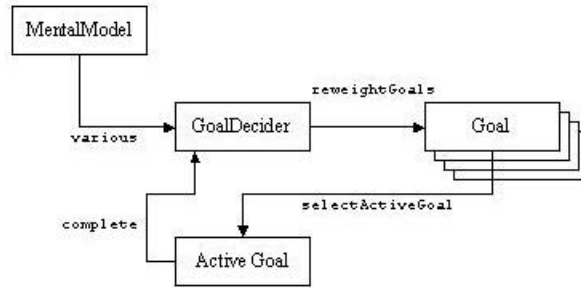 MentalModel
reweightGoals
GoalDecider
Goal
various
selectActiveGoal
complete
Active Goal